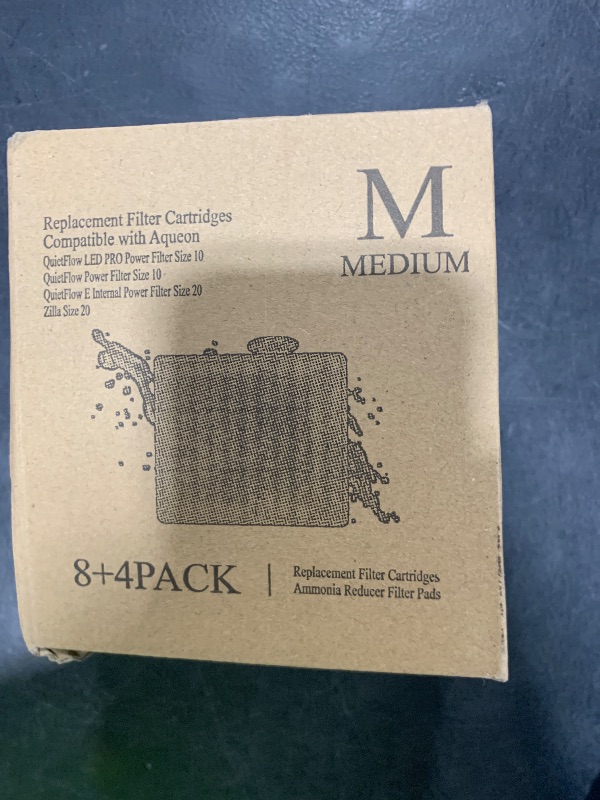 Replacement Filter Cartridges
Compatible with Aqueon
QuietFlow LED PRO Power Filter Size 10
QuietFlow Power Filter Size 10
QuietFlow E Internal Power Filter Size 20
Zilla Size 20
M
MEDIUM
8+4PACK
Replacement Filter Cartridges
Ammonia Reducer Filter Pads